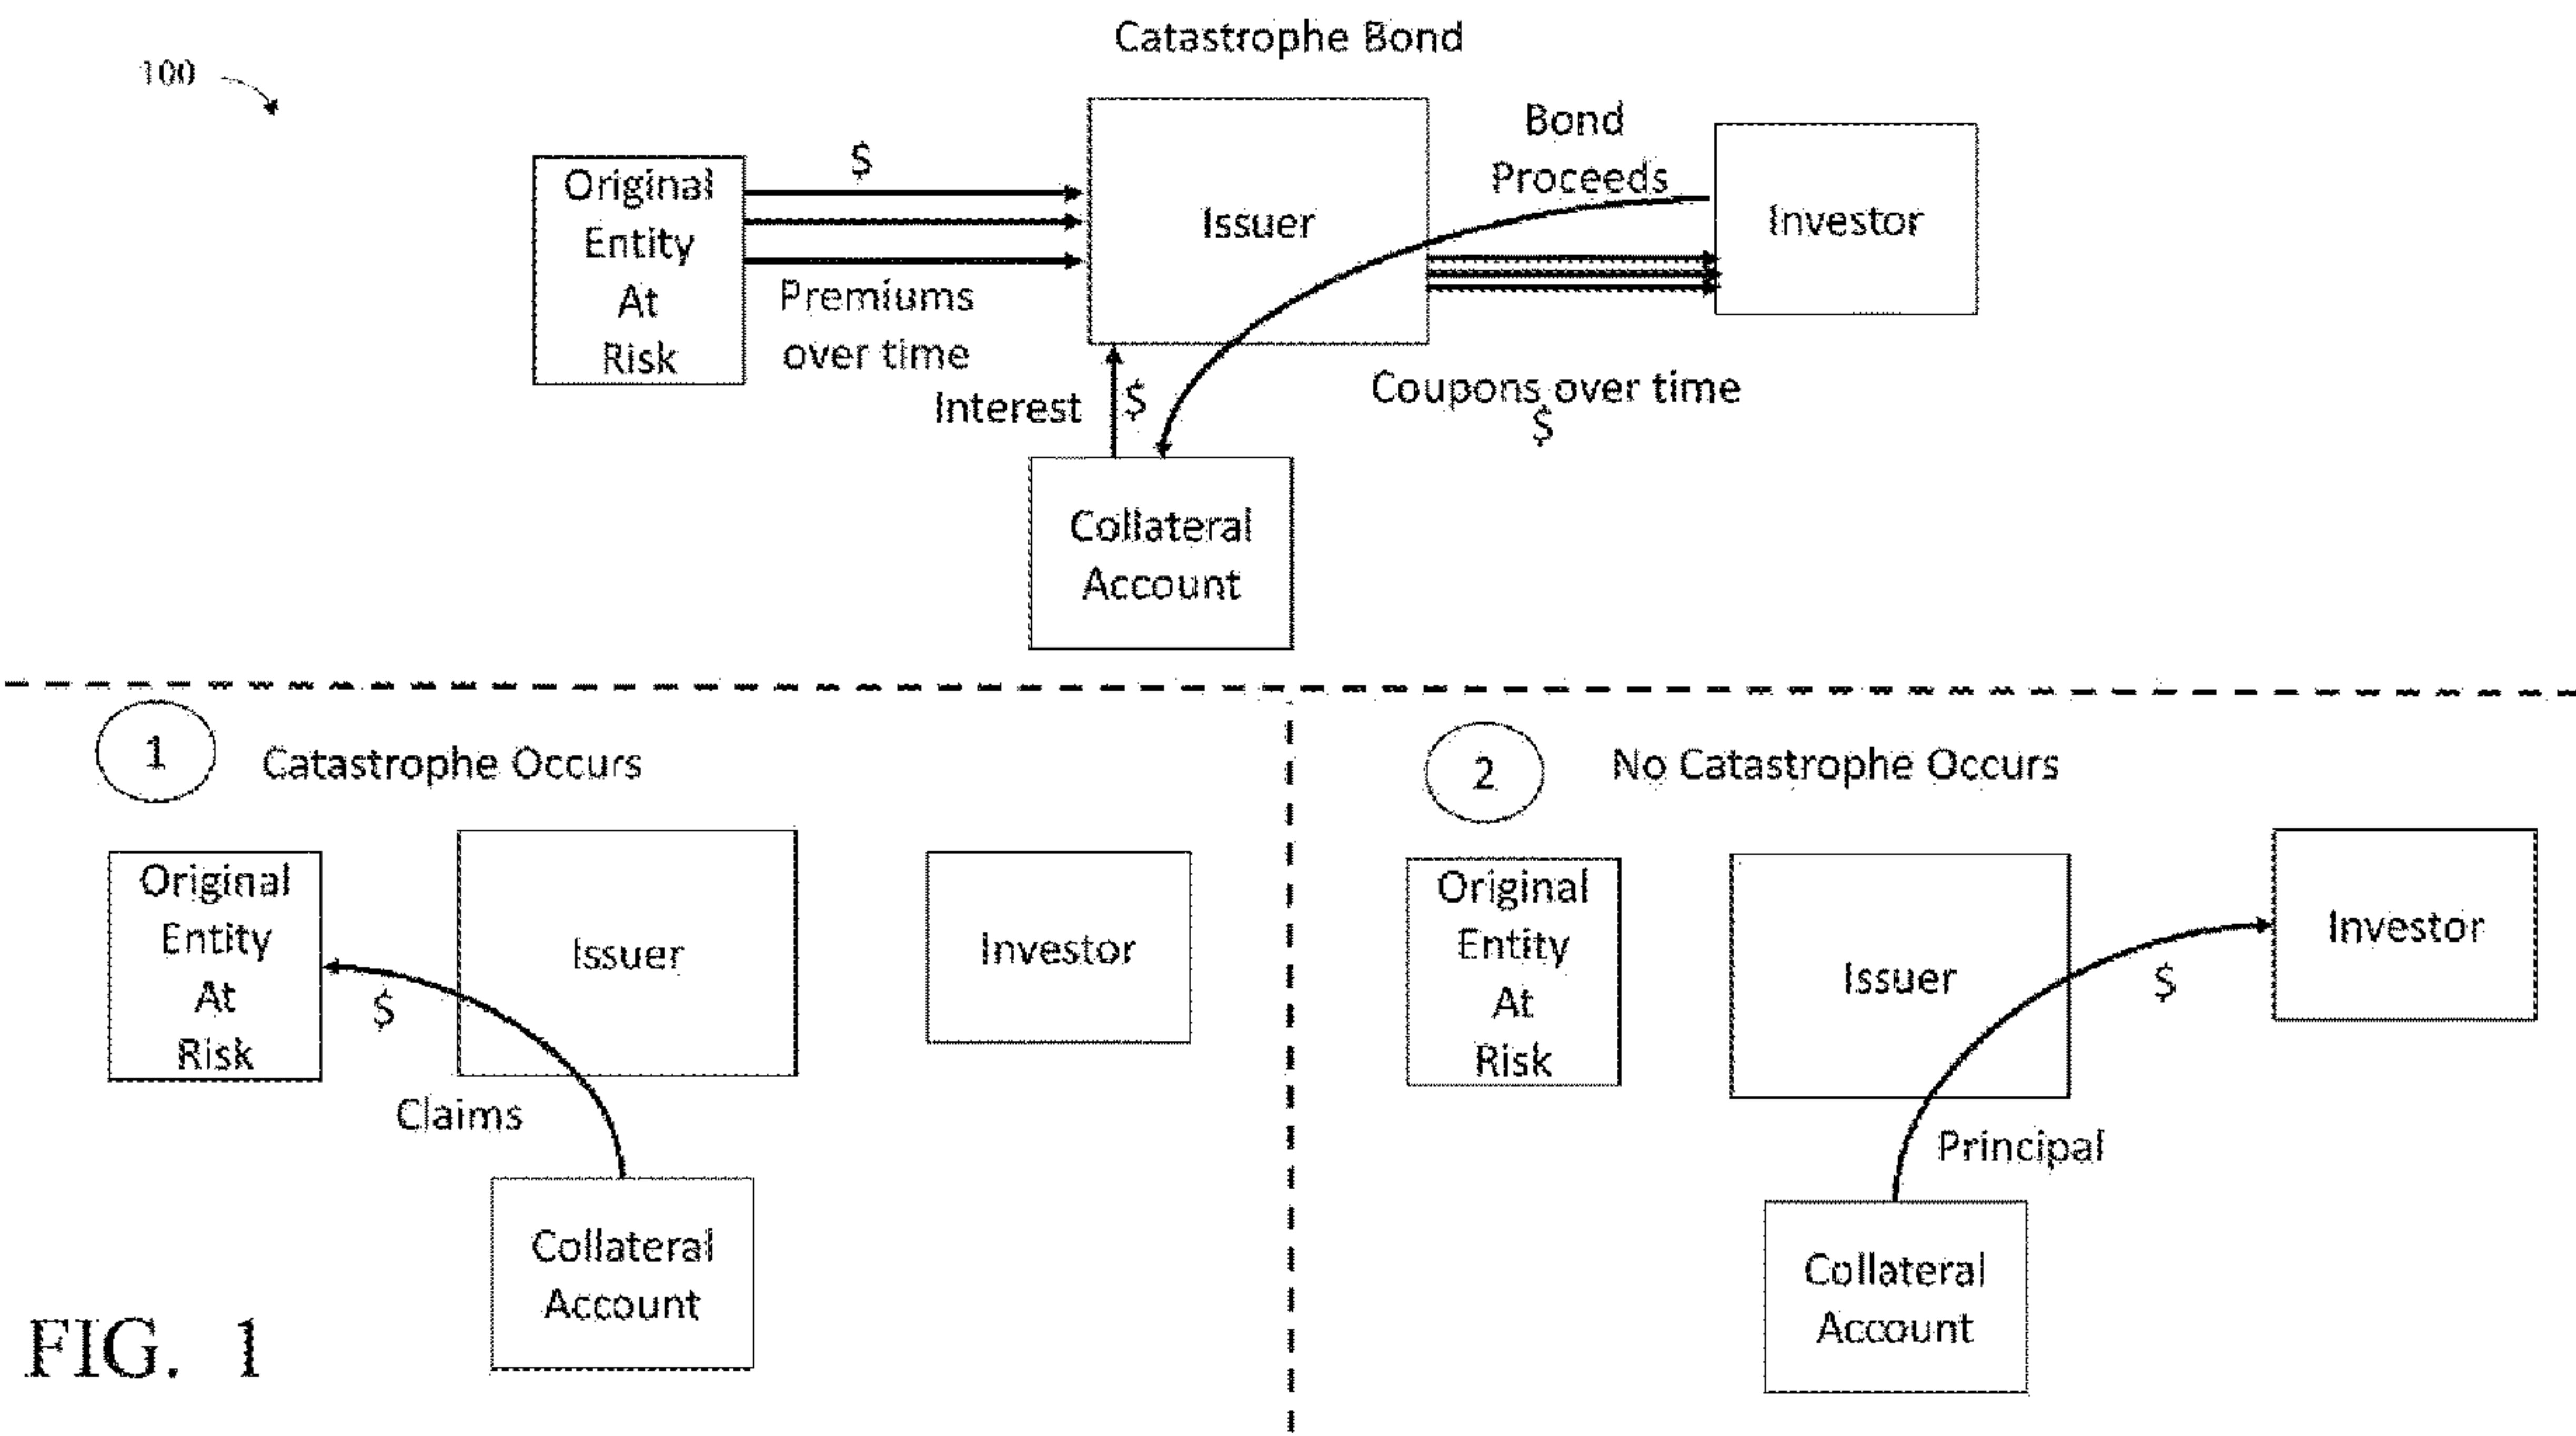 Catastrophe Bond
100
Original
Entity
At
Risk
$
Premiums
over time
Issuer
Bond
Proceeds
Investor
Interest
$
Coupons over time
$
Collateral
Account
1
Catastrophe Occurs
Original
Entity
At
Risk
$
Claims
Issuer
Investor
Collateral
Account
2
No Catastrophe Occurs
Original
Entity
At
Risk
Issuer
$
Investor
Principal
Collateral
Account
FIG. 1